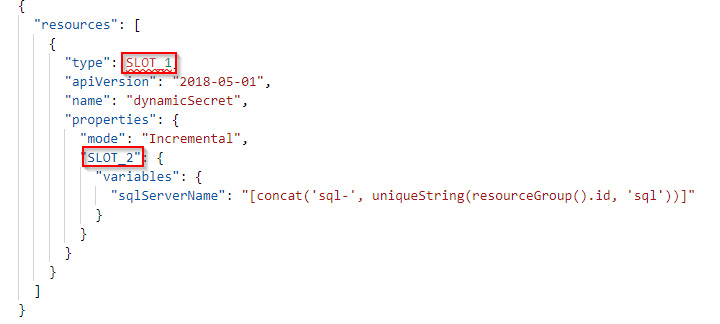 {
"resources": [
{
"type": SLOT_1,
"apiVersion": "2018-05-01",
"name": "dynamicSecret",
"properties": {
"mode": "Incremental",
"SLOT_2": {
"variables": {
"sqlServerName": "[concat('sql-', uniqueString(resourceGroup().id, 'sql'))]"
}
}
}
}
]
}